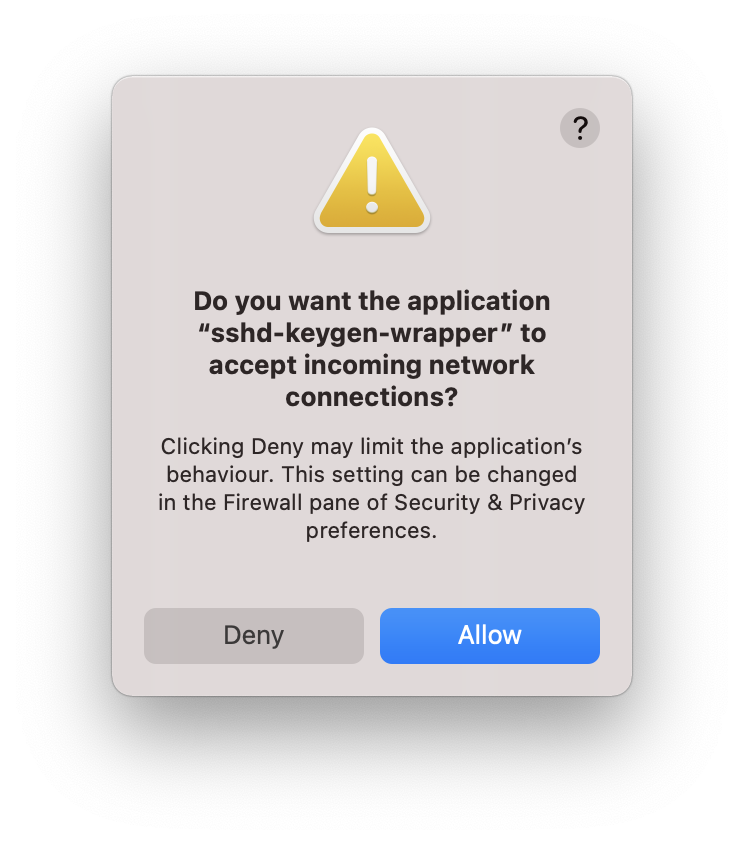 ?
Do you want the application
“sshd-keygen-wrapper” to
accept incoming network
connections?
Clicking Deny may limit the application’s
behaviour. This setting can be changed
in the Firewall pane of Security & Privacy
preferences.
Deny
Allow